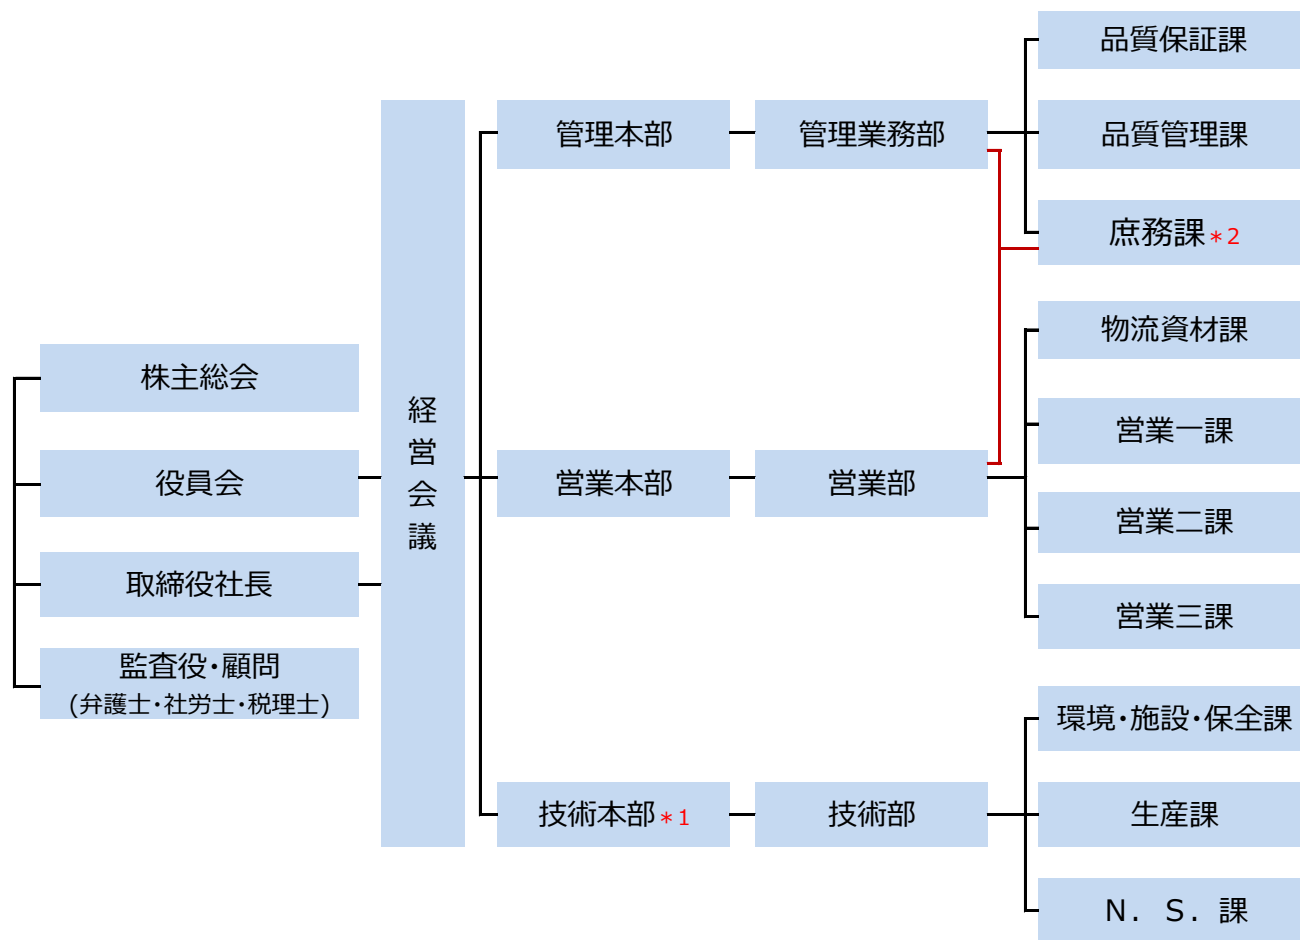 株主総会
役員会
取締役社長
監査役・顧問
(弁護士・社労士・税理士)
経営会議
管理本部
管理業務部
品質保証課
品質管理課
庶務課＊2
営業本部
営業部
物流資材課
営業一課
営業二課
営業三課
技術本部＊1
技術部
環境・施設・保全課
生産課
Ｎ．Ｓ．課